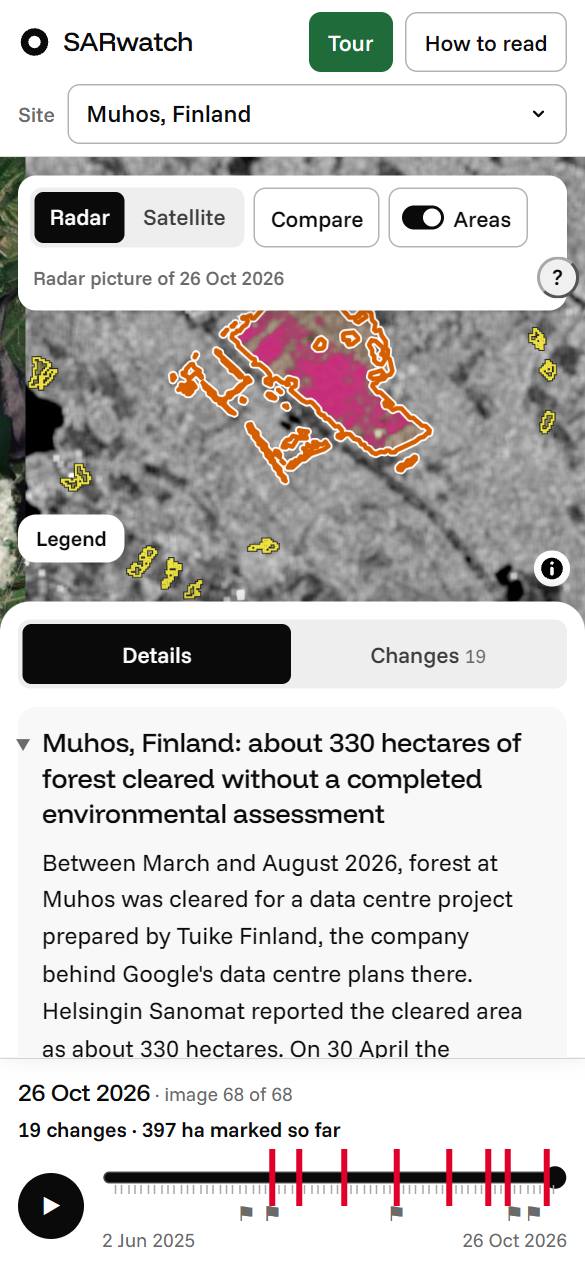 SARwatch
Tour
How to read
Site
Muhos, Finland
Radar
Satellite
Compare
Areas
Radar picture of 26 Oct 2026
?
Legend
Details
Changes 19
Muhos, Finland: about 330 hectares of
forest cleared without a completed
environmental assessment
Between March and August 2026, forest at
Muhos was cleared for a data centre project
prepared by Tuike Finland, the company
behind Google's data centre plans there.
Helsingin Sanomat reported the cleared area
as about 330 hectares. On 30 April the
26 Oct 2026 · image 68 of 68
19 changes · 397 ha marked so far
2 Jun 2025
26 Oct 2026